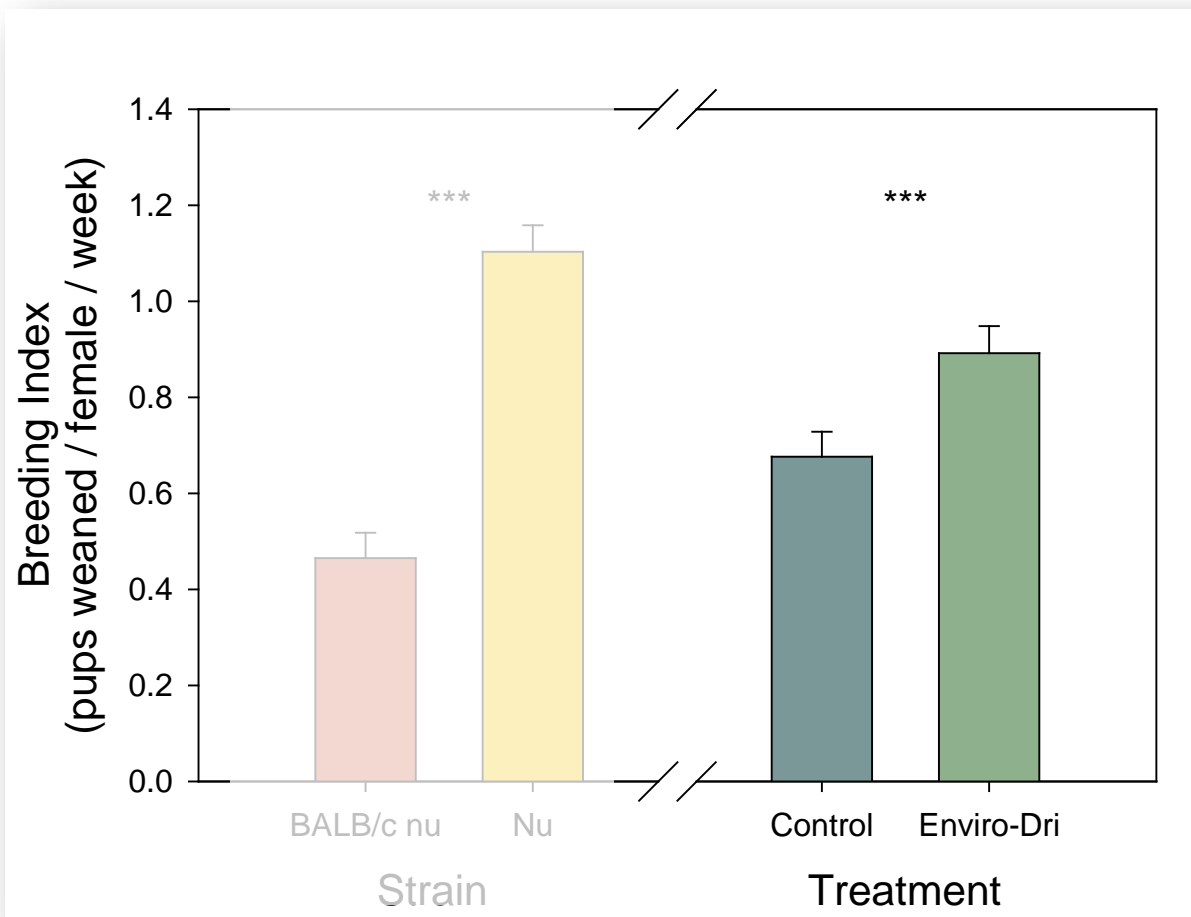 Breeding Index
(pups weaned / female / week)
1.4
1.2
1.0
0.8
0.6
0.4
0.2
0.0
***
***
BALB/c nu
Nu
Control
Enviro-Dri
Strain
Treatment